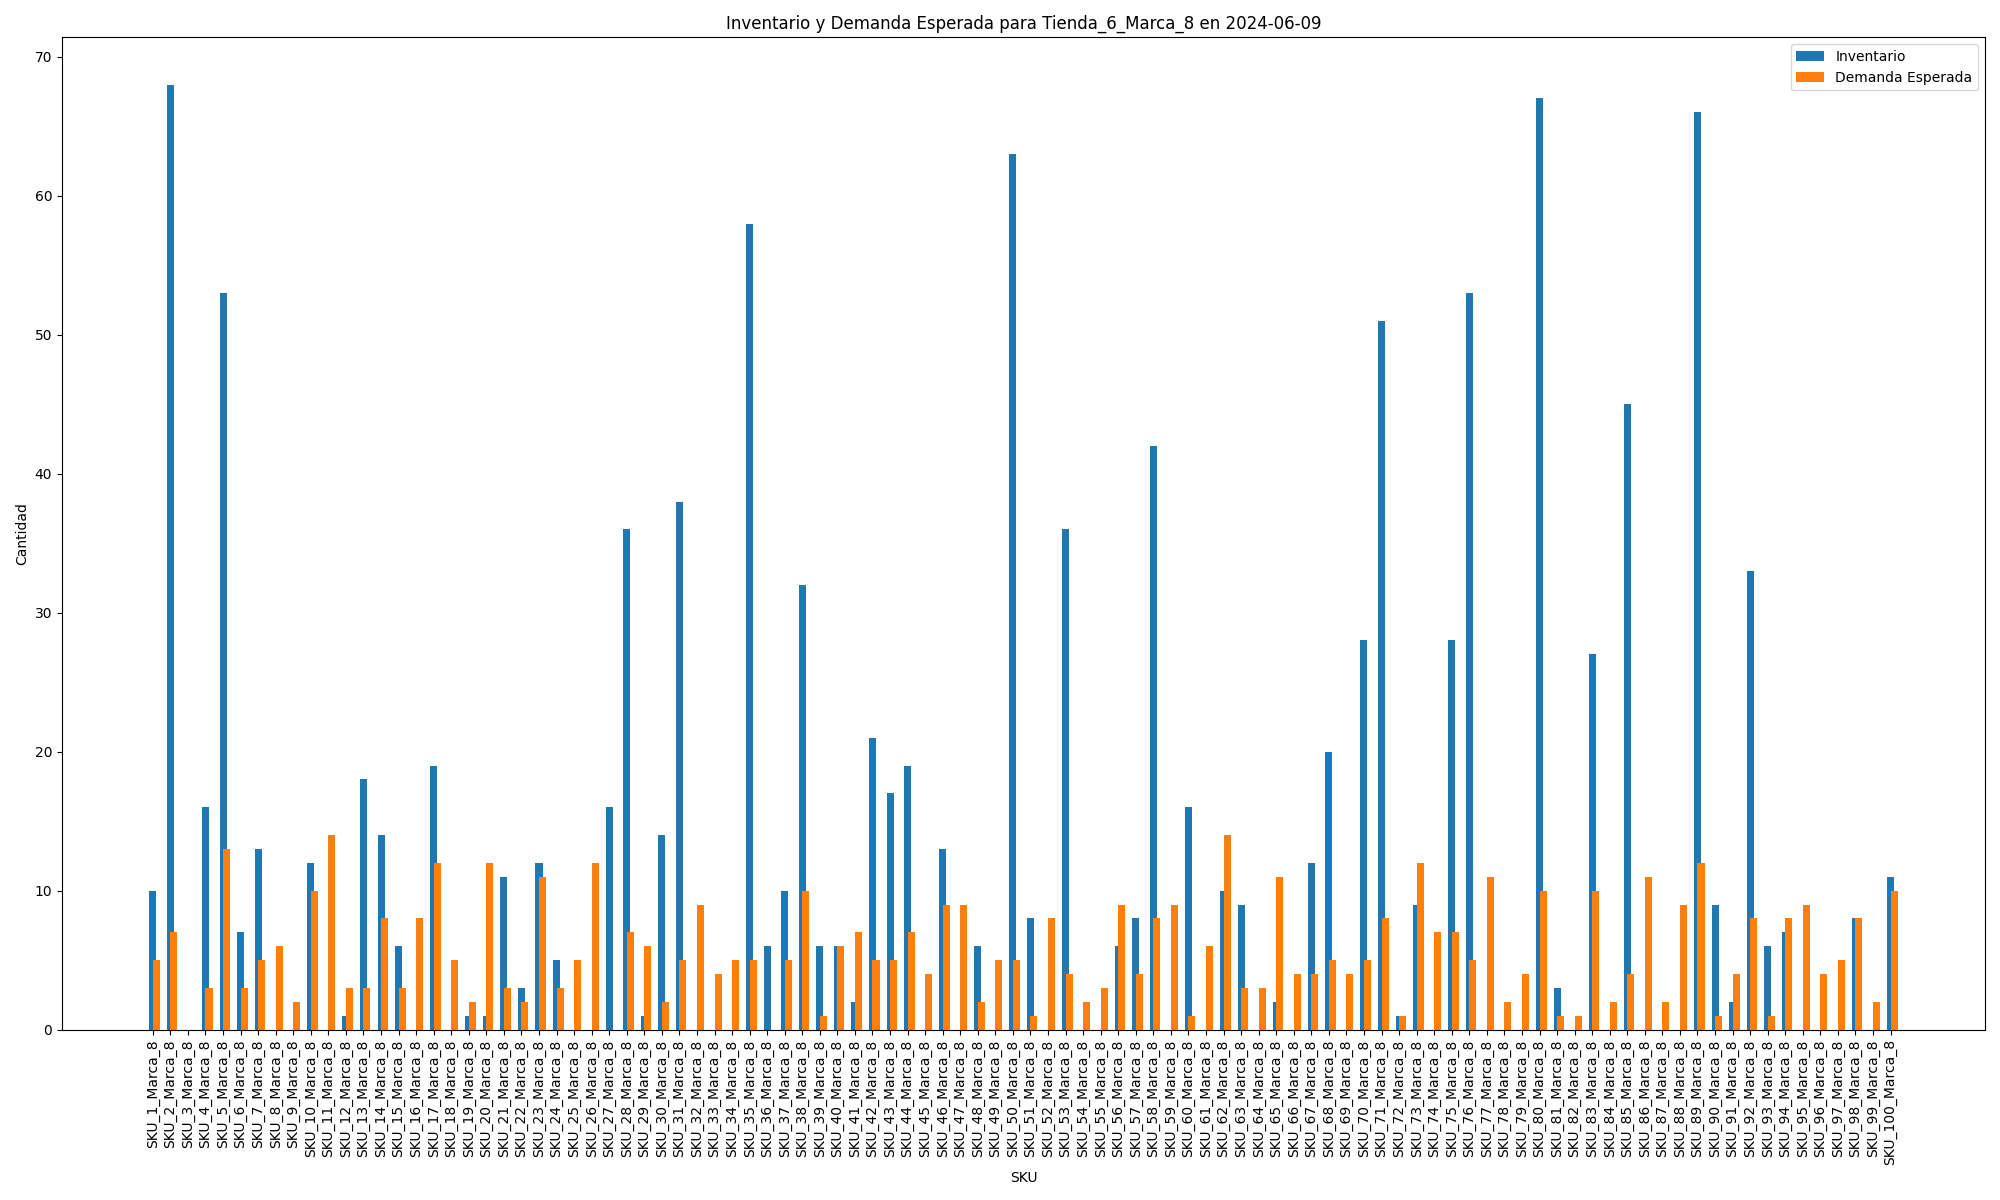 Inventario y Demanda Esperada para Tienda_6_Marca_8 en 2024-06-09
Inventario
Demanda Esperada
Cantidad
70
60
50
40
30
20
10
0
SKU_1_Marca_8
SKU_2_Marca_8
SKU_3_Marca_8
SKU_4_Marca_8
SKU_5_Marca_8
SKU_6_Marca_8
SKU_7_Marca_8
SKU_8_Marca_8
SKU_9_Marca_8
SKU_10_Marca_8
SKU_11_Marca_8
SKU_12_Marca_8
SKU_13_Marca_8
SKU_14_Marca_8
SKU_15_Marca_8
SKU_16_Marca_8
SKU_17_Marca_8
SKU_18_Marca_8
SKU_19_Marca_8
SKU_20_Marca_8
SKU_21_Marca_8
SKU_22_Marca_8
SKU_23_Marca_8
SKU_24_Marca_8
SKU_25_Marca_8
SKU_26_Marca_8
SKU_27_Marca_8
SKU_28_Marca_8
SKU_29_Marca_8
SKU_30_Marca_8
SKU_31_Marca_8
SKU_32_Marca_8
SKU_33_Marca_8
SKU_34_Marca_8
SKU_35_Marca_8
SKU_36_Marca_8
SKU_37_Marca_8
SKU_38_Marca_8
SKU_39_Marca_8
SKU_40_Marca_8
SKU_41_Marca_8
SKU_42_Marca_8
SKU_43_Marca_8
SKU_44_Marca_8
SKU_45_Marca_8
SKU_46_Marca_8
SKU_47_Marca_8
SKU_48_Marca_8
SKU_49_Marca_8
SKU_50_Marca_8
SKU_51_Marca_8
SKU_52_Marca_8
SKU_53_Marca_8
SKU_54_Marca_8
SKU_55_Marca_8
SKU_56_Marca_8
SKU_57_Marca_8
SKU_58_Marca_8
SKU_59_Marca_8
SKU_60_Marca_8
SKU_61_Marca_8
SKU_62_Marca_8
SKU_63_Marca_8
SKU_64_Marca_8
SKU_65_Marca_8
SKU_66_Marca_8
SKU_67_Marca_8
SKU_68_Marca_8
SKU_69_Marca_8
SKU_70_Marca_8
SKU_71_Marca_8
SKU_72_Marca_8
SKU_73_Marca_8
SKU_74_Marca_8
SKU_75_Marca_8
SKU_76_Marca_8
SKU_77_Marca_8
SKU_78_Marca_8
SKU_79_Marca_8
SKU_80_Marca_8
SKU_81_Marca_8
SKU_82_Marca_8
SKU_83_Marca_8
SKU_84_Marca_8
SKU_85_Marca_8
SKU_86_Marca_8
SKU_87_Marca_8
SKU_88_Marca_8
SKU_89_Marca_8
SKU_90_Marca_8
SKU_91_Marca_8
SKU_92_Marca_8
SKU_93_Marca_8
SKU_94_Marca_8
SKU_95_Marca_8
SKU_96_Marca_8
SKU_97_Marca_8
SKU_98_Marca_8
SKU_99_Marca_8
SKU_100_Marca_8
SKU